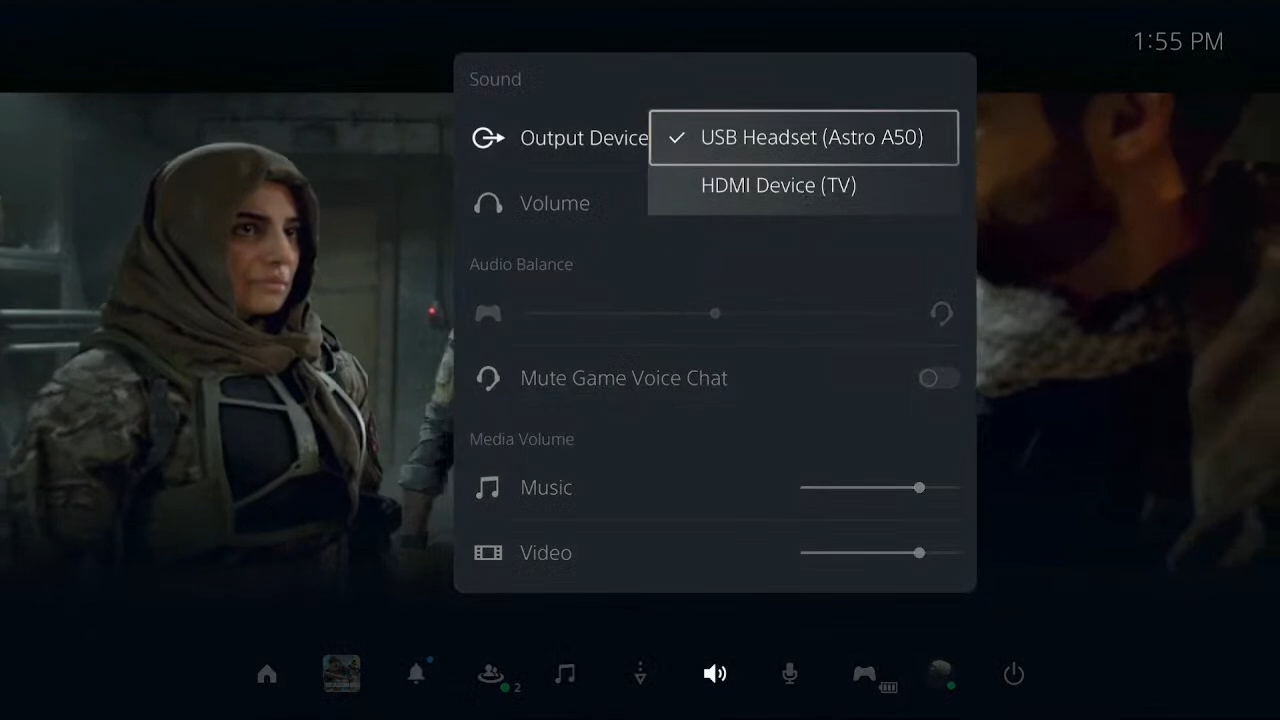 1:55 PM
Sound
Output Device
USB Headset (Astro A50)
HDMI Device (TV)
Volume
Audio Balance
Mute Game Voice Chat
Media Volume
Music
Video
2